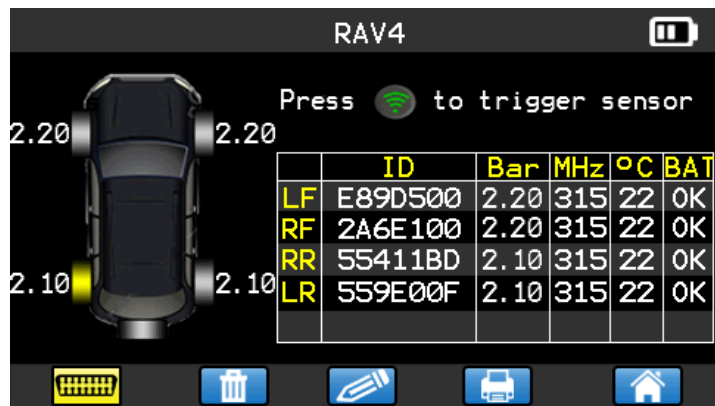 RAV4
Press to trigger sensor
2.20 2.20
ID Bar MHz ºC BAT
LF E89D500 2.20 315 22 OK
RF 2A6E100 2.20 315 22 OK
RR 55411BD 2.10 315 22 OK
2.10 2.10
LR 559E00F 2.10 315 22 OK